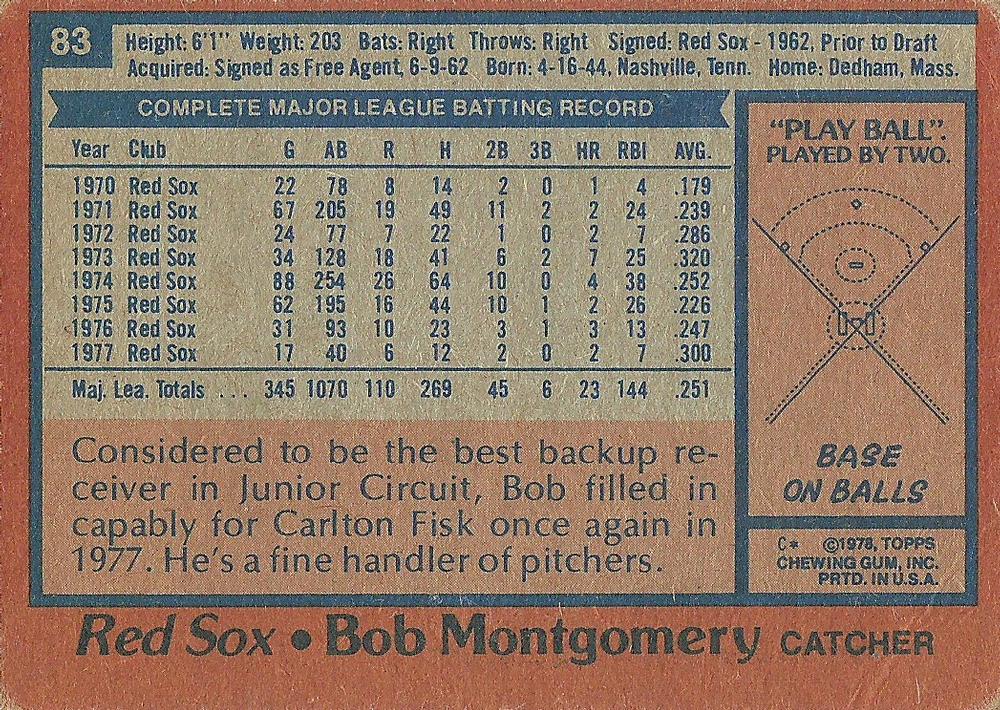 83
Height: 6'1" Weight: 203 Bats: Right Throws: Right Signed: Red Sox - 1962, Prior to Draft
Acquired: Signed as Free Agent, 6-9-62 Born: 4-16-44, Nashville, Tenn. Home: Dedham, Mass.
COMPLETE MAJOR LEAGUE BATTING RECORD
Year Club G AB R H 2B 3B HR RBI AVG.
1970 Red Sox 22 78 8 14 2 0 1 4 .179
1971 Red Sox 67 205 19 49 11 2 2 24 .239
1972 Red Sox 24 77 7 22 1 0 2 7 .286
1973 Red Sox 34 128 18 41 6 2 7 25 .320
1974 Red Sox 88 254 26 64 10 0 4 38 .252
1975 Red Sox 62 195 16 44 10 1 2 26 .226
1976 Red Sox 31 93 10 23 3 1 3 13 .247
1977 Red Sox 17 40 6 12 2 0 2 7 .300
Maj. Lea. Totals ... 345 1070 110 269 45 6 23 144 .251
Considered to be the best backup re-
ceiver in Junior Circuit, Bob filled in
capably for Carlton Fisk once again in
1977. He's a fine handler of pitchers.
"PLAY BALL".
PLAYED BY TWO.
BASE
ON BALLS
C* ©1978, TOPPS
CHEWING GUM, INC.
PRTD. IN U.S.A.
Red Sox • Bob Montgomery CATCHER